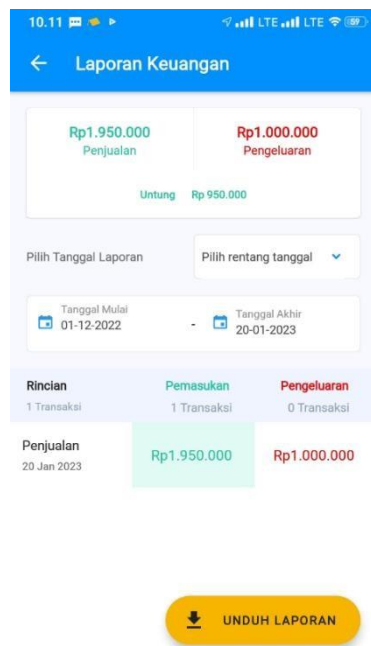 10.11 LTE LTE 59
Laporan Keuangan
Rp1.950.000 Rp1.000.000
Penjualan Pengeluaran
Untung Rp 950.000
Pilih Tanggal Laporan Pilih rentang tanggal
Tanggal Mulai Tanggal Akhir
01-12-2022 - 20-01-2023
Rincian Pemasukan Pengeluaran
1 Transaksi 1 Transaksi 0 Transaksi
Penjualan
20 Jan 2023 Rp1.950.000 Rp1.000.000
UNDUH LAPORAN